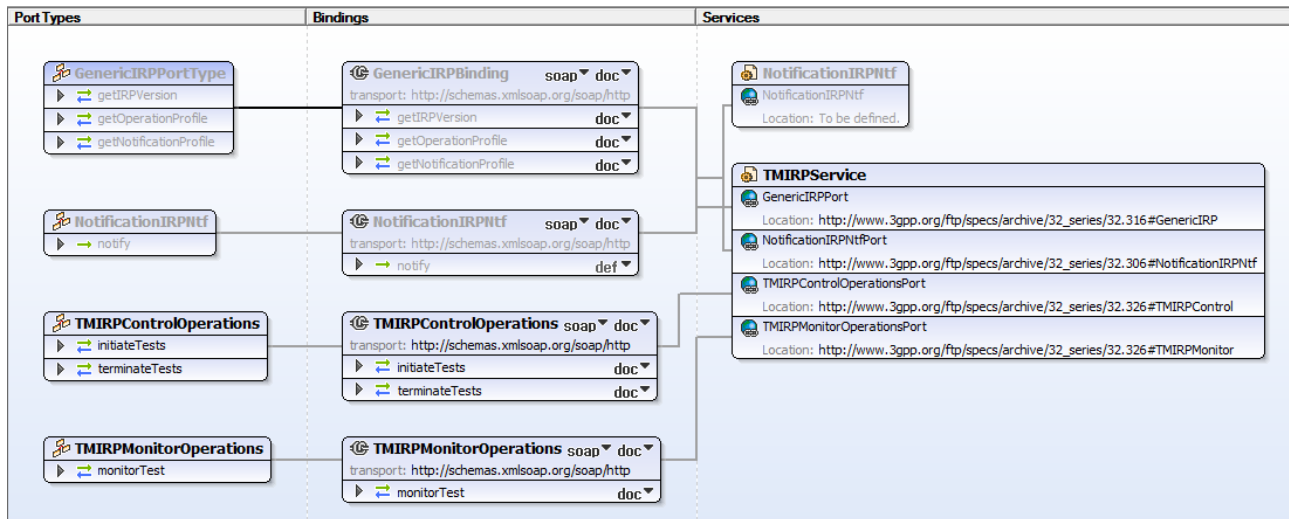 Port Types
Bindings
Services
GenericIRPPortType
getIRPVersion
getOperationProfile
getNotificationProfile
GenericIRPBinding soap doc
transport: http://schemas.xmlsoap.org/soap/http
getIRPVersion doc
getOperationProfile doc
getNotificationProfile doc
NotificationIRPNtf
NotificationIRPNtf
Location: To be defined.
TMIRPService
GenericIRPPort
Location: http://www.3gpp.org/ftp/specs/archive/32_series/32.316#GenericIRP
NotificationIRPNtfPort
Location: http://www.3gpp.org/ftp/specs/archive/32_series/32.306#NotificationIRPNtf
TMIRPControlOperationsPort
Location: http://www.3gpp.org/ftp/specs/archive/32_series/32.326#TMIRPControl
TMIRPMonitorOperationsPort
Location: http://www.3gpp.org/ftp/specs/archive/32_series/32.326#TMIRPMonitor
NotificationIRPNtf
notify
NotificationIRPNtf soap doc
transport: http://schemas.xmlsoap.org/soap/http
notify def
TMIRPControlOperations
initiateTests
terminateTests
TMIRPControlOperations soap doc
transport: http://schemas.xmlsoap.org/soap/http
initiateTests doc
terminateTests doc
TMIRPMonitorOperations
monitorTest
TMIRPMonitorOperations soap doc
transport: http://schemas.xmlsoap.org/soap/http
monitorTest doc